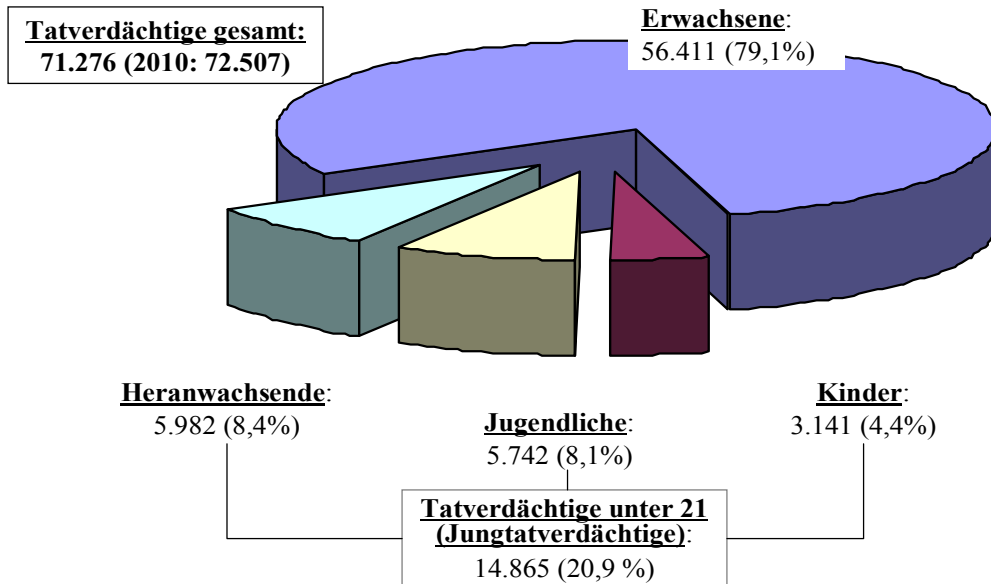 Tatverdächtige gesamt:
71.276 (2010: 72.507)
Erwachsene:
56.411 (79,1%)
Heranwachsende:
5.982 (8,4%)
Jugendliche:
5.742 (8,1%)
Kinder:
3.141 (4,4%)
Tatverdächtige unter 21
(Jungtatverdächtige):
14.865 (20,9 %)